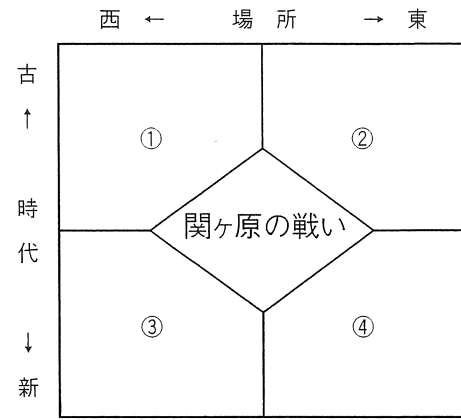 西 ← 場所 → 東
古
↑
時
代
↓
新
① ②
関ヶ原の戦い
③ ④